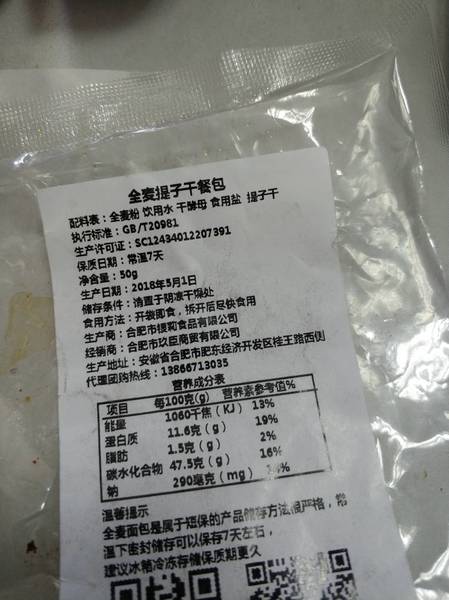 全麦提子干餐包
配料表：全麦粉 饮用水 干酵母 食用盐 提子干
执行标准：GB/T20981
生产许可证：SC12434012207391
保质日期：常温7天
净含量：50g
生产日期：2018年5月1日
储存条件：清置于阴凉干燥处
食用方法：开袋即食，拆开后尽快食用
生产商：合肥市馍莉食品有限公司
经销商：合肥市玖臣商贸有限公司
生产地址：安徽省合肥市肥东经济开发区桂王路西侧
代理团购热线：13866713035
营养成分表
项目 每100克(g) 营养素参考值%
能量 1060千焦（KJ）13%
蛋白质 11.6克（g） 19%
脂肪 1.5克（g） 2%
碳水化合物 47.5克（g） 16%
钠 290毫克（mg）
温馨提示
全麦面包是属于短保的产品储存方法很严格，常
温下密封储存可以保存7天左右，
建议冰箱冷冻存储保质期更久